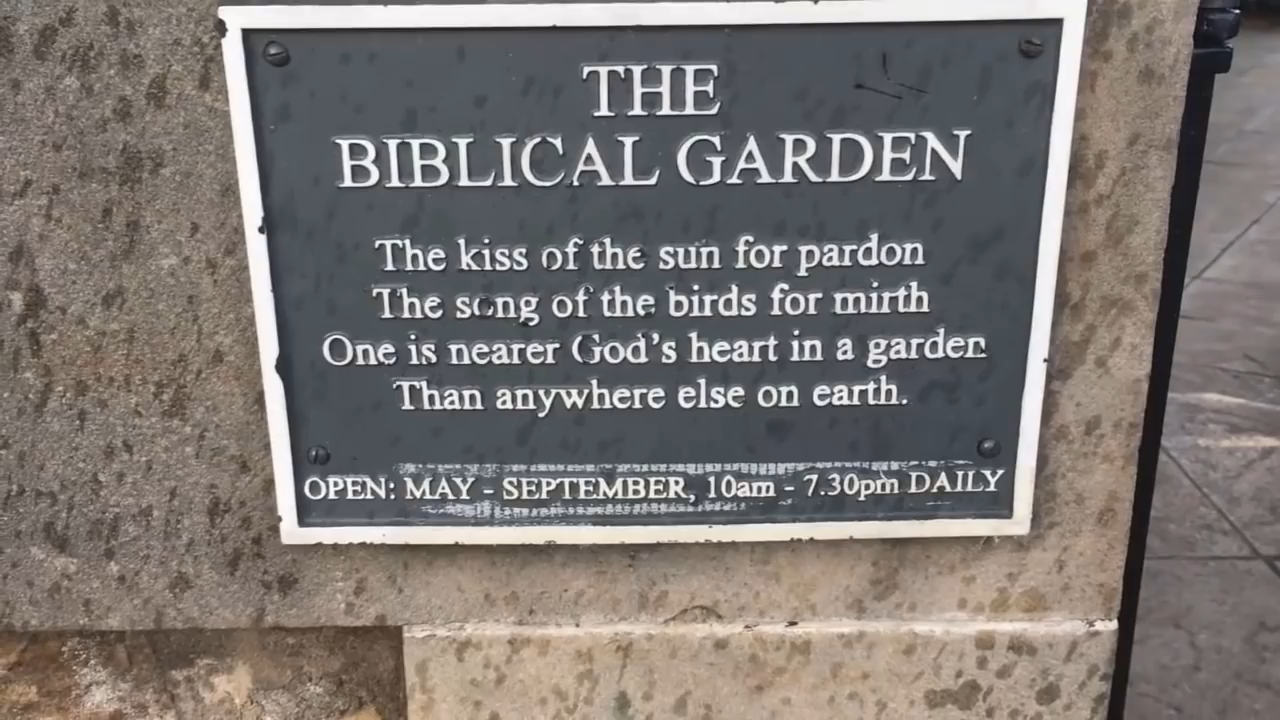 THE
BIBLICAL GARDEN
The kiss of the sun for pardon
The song of the birds for mirth
One is nearer God's heart in a garden
Than anywhere else on earth.
OPEN: MAY - SEPTEMBER, 10am - 7.30pm DAILY